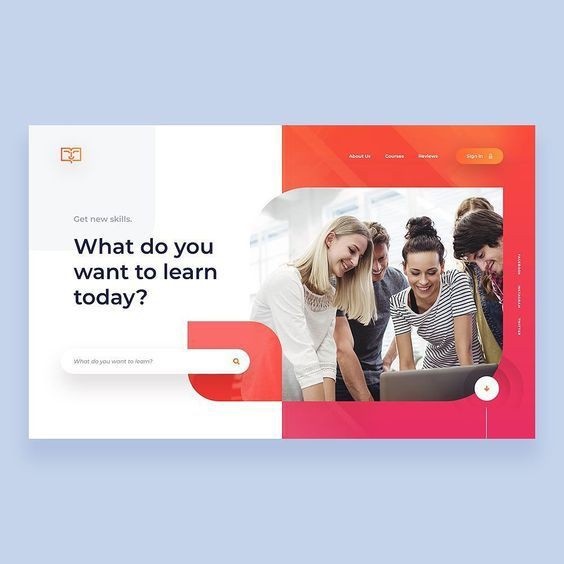 About Us
Courses
Reviews
Sign in
Get new skills.
What do you
want to learn
today?
What do you want to learn?
FACEBOOK
INSTAGRAM
TWITTER